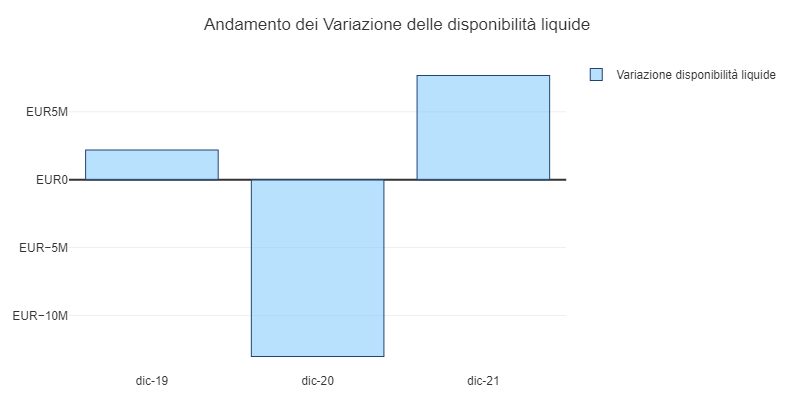 Andamento dei Variazione delle disponibilità liquide
Variazione disponibilità liquide
EUR5M
EUR0
EUR−5M
EUR−10M
dic-19
dic-20
dic-21